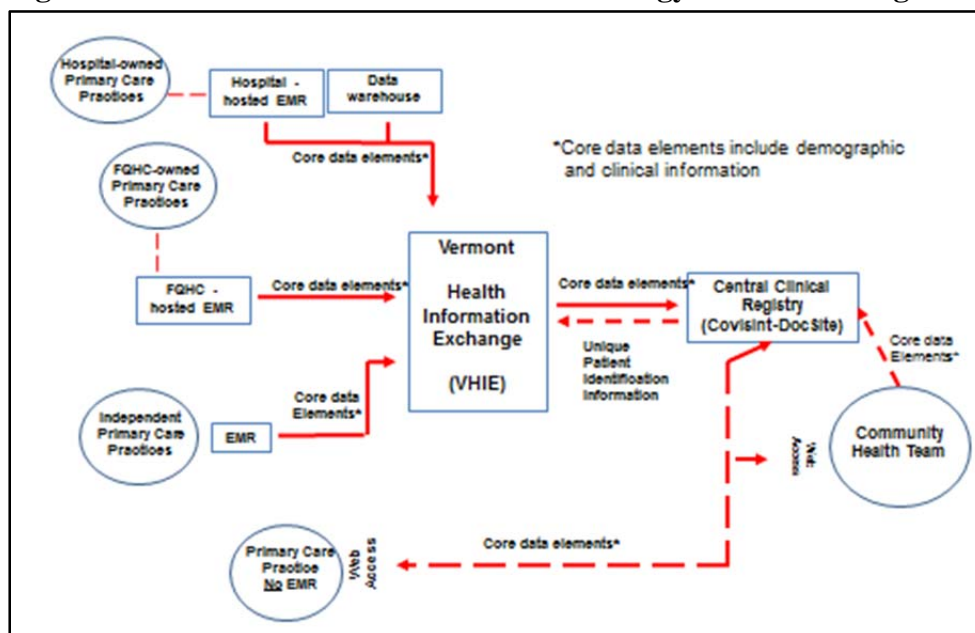 Hospital-owned
Primary Care
Practices
Hospital -
hosted EMR
Data
warehouse
Core data elements*
*Core data elements include demographic
and clinical information
FQHC-owned
Primary Care
Practices
FQHC -
hosted EMR
Core data elements*
Vermont
Health
Information
Exchange
(VHIE)
Core data elements*
Unique
Patient
Identification
Information
Central Clinical
Registry
(Covisint-DocSite)
Core data
Elements*
Independent
Primary Care
Practices
EMR
Core data
Elements*
Web
Access
Community
Health Team
Core data elements*
Primary Care
Practice
No EMR
Web
Access